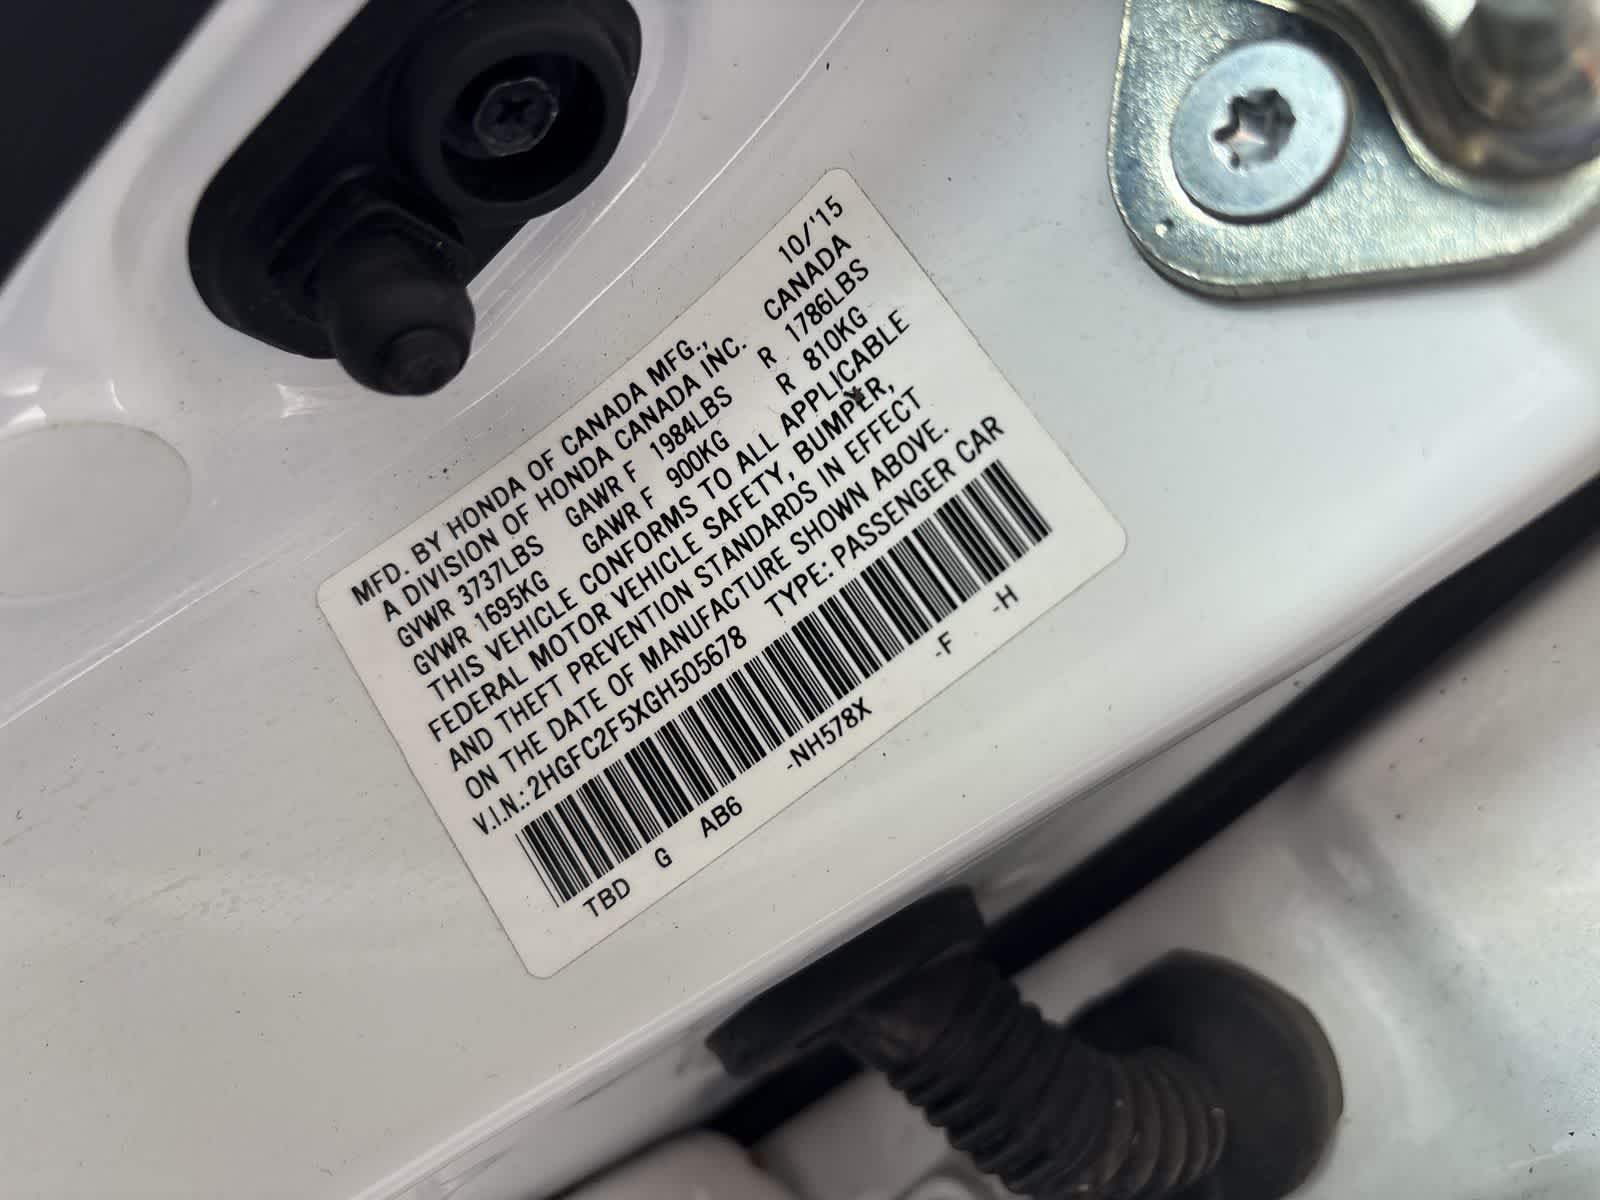 MFD. BY HONDA OF CANADA MFG., 10/'15
A DIVISION OF HONDA CANADA INC. CANADA
GVWR 3737LBS GAWR F 1984LBS R 1786LBS
GVWR 1695KG GAWR F 900KG R 810KG
THIS VEHICLE CONFORMS TO ALL APPLICABLE
FEDERAL MOTOR VEHICLE SAFETY, BUMPER,
AND THEFT PREVENTION STANDARDS IN EFFECT
ON THE DATE OF MANUFACTURE SHOWN ABOVE.
V.I.N.: 2HGFC2F5XGH505678 TYPE: PASSENGER CAR
TBD G AB6 -NH578X -F -H